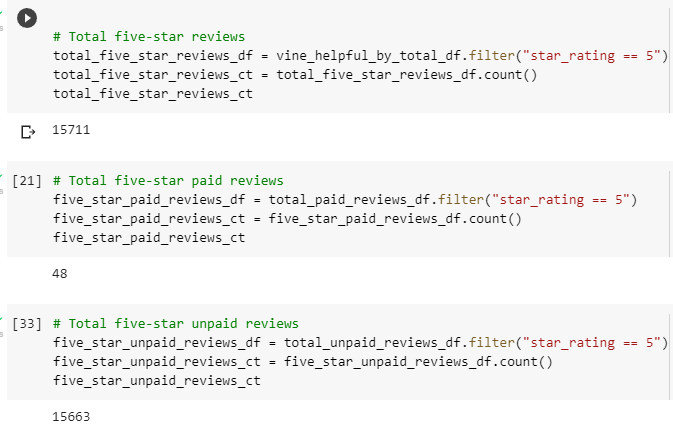 # Total five-star reviews
total_five_star_reviews_df = vine_helpful_by_total_df.filter("star_rating == 5")
total_five_star_reviews_ct = total_five_star_reviews_df.count()
total_five_star_reviews_ct
15711
[21] # Total five-star paid reviews
five_star_paid_reviews_df = total_paid_reviews_df.filter("star_rating == 5")
five_star_paid_reviews_ct = five_star_paid_reviews_df.count()
five_star_paid_reviews_ct
48
[33] # Total five-star unpaid reviews
five_star_unpaid_reviews_df = total_unpaid_reviews_df.filter("star_rating == 5")
five_star_unpaid_reviews_ct = five_star_unpaid_reviews_df.count()
five_star_unpaid_reviews_ct
15663